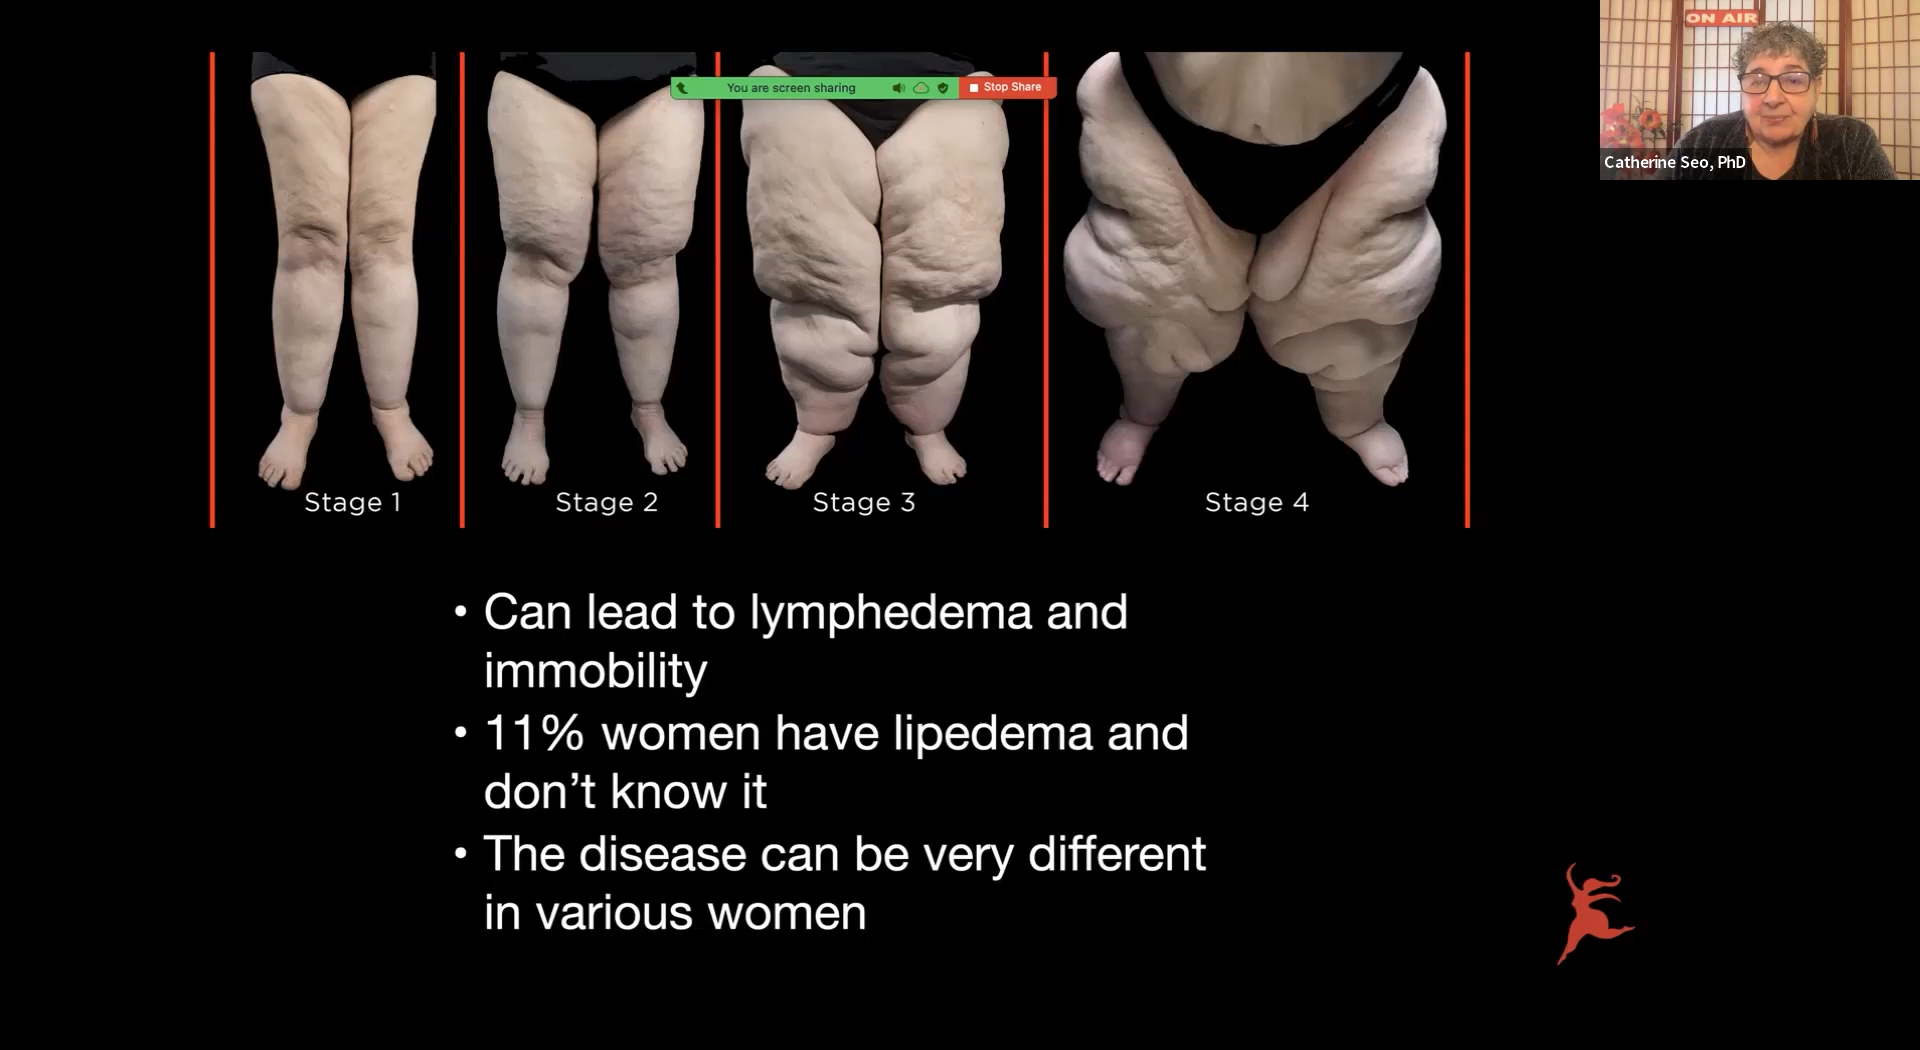 ON AIR
You are screen sharing
Stop Share
Catherine Seo, PhD
Stage 1
Stage 2
Stage 3
Stage 4
• Can lead to lymphedema and
immobility
• 11% women have lipedema and
don’t know it
• The disease can be very different
in various women